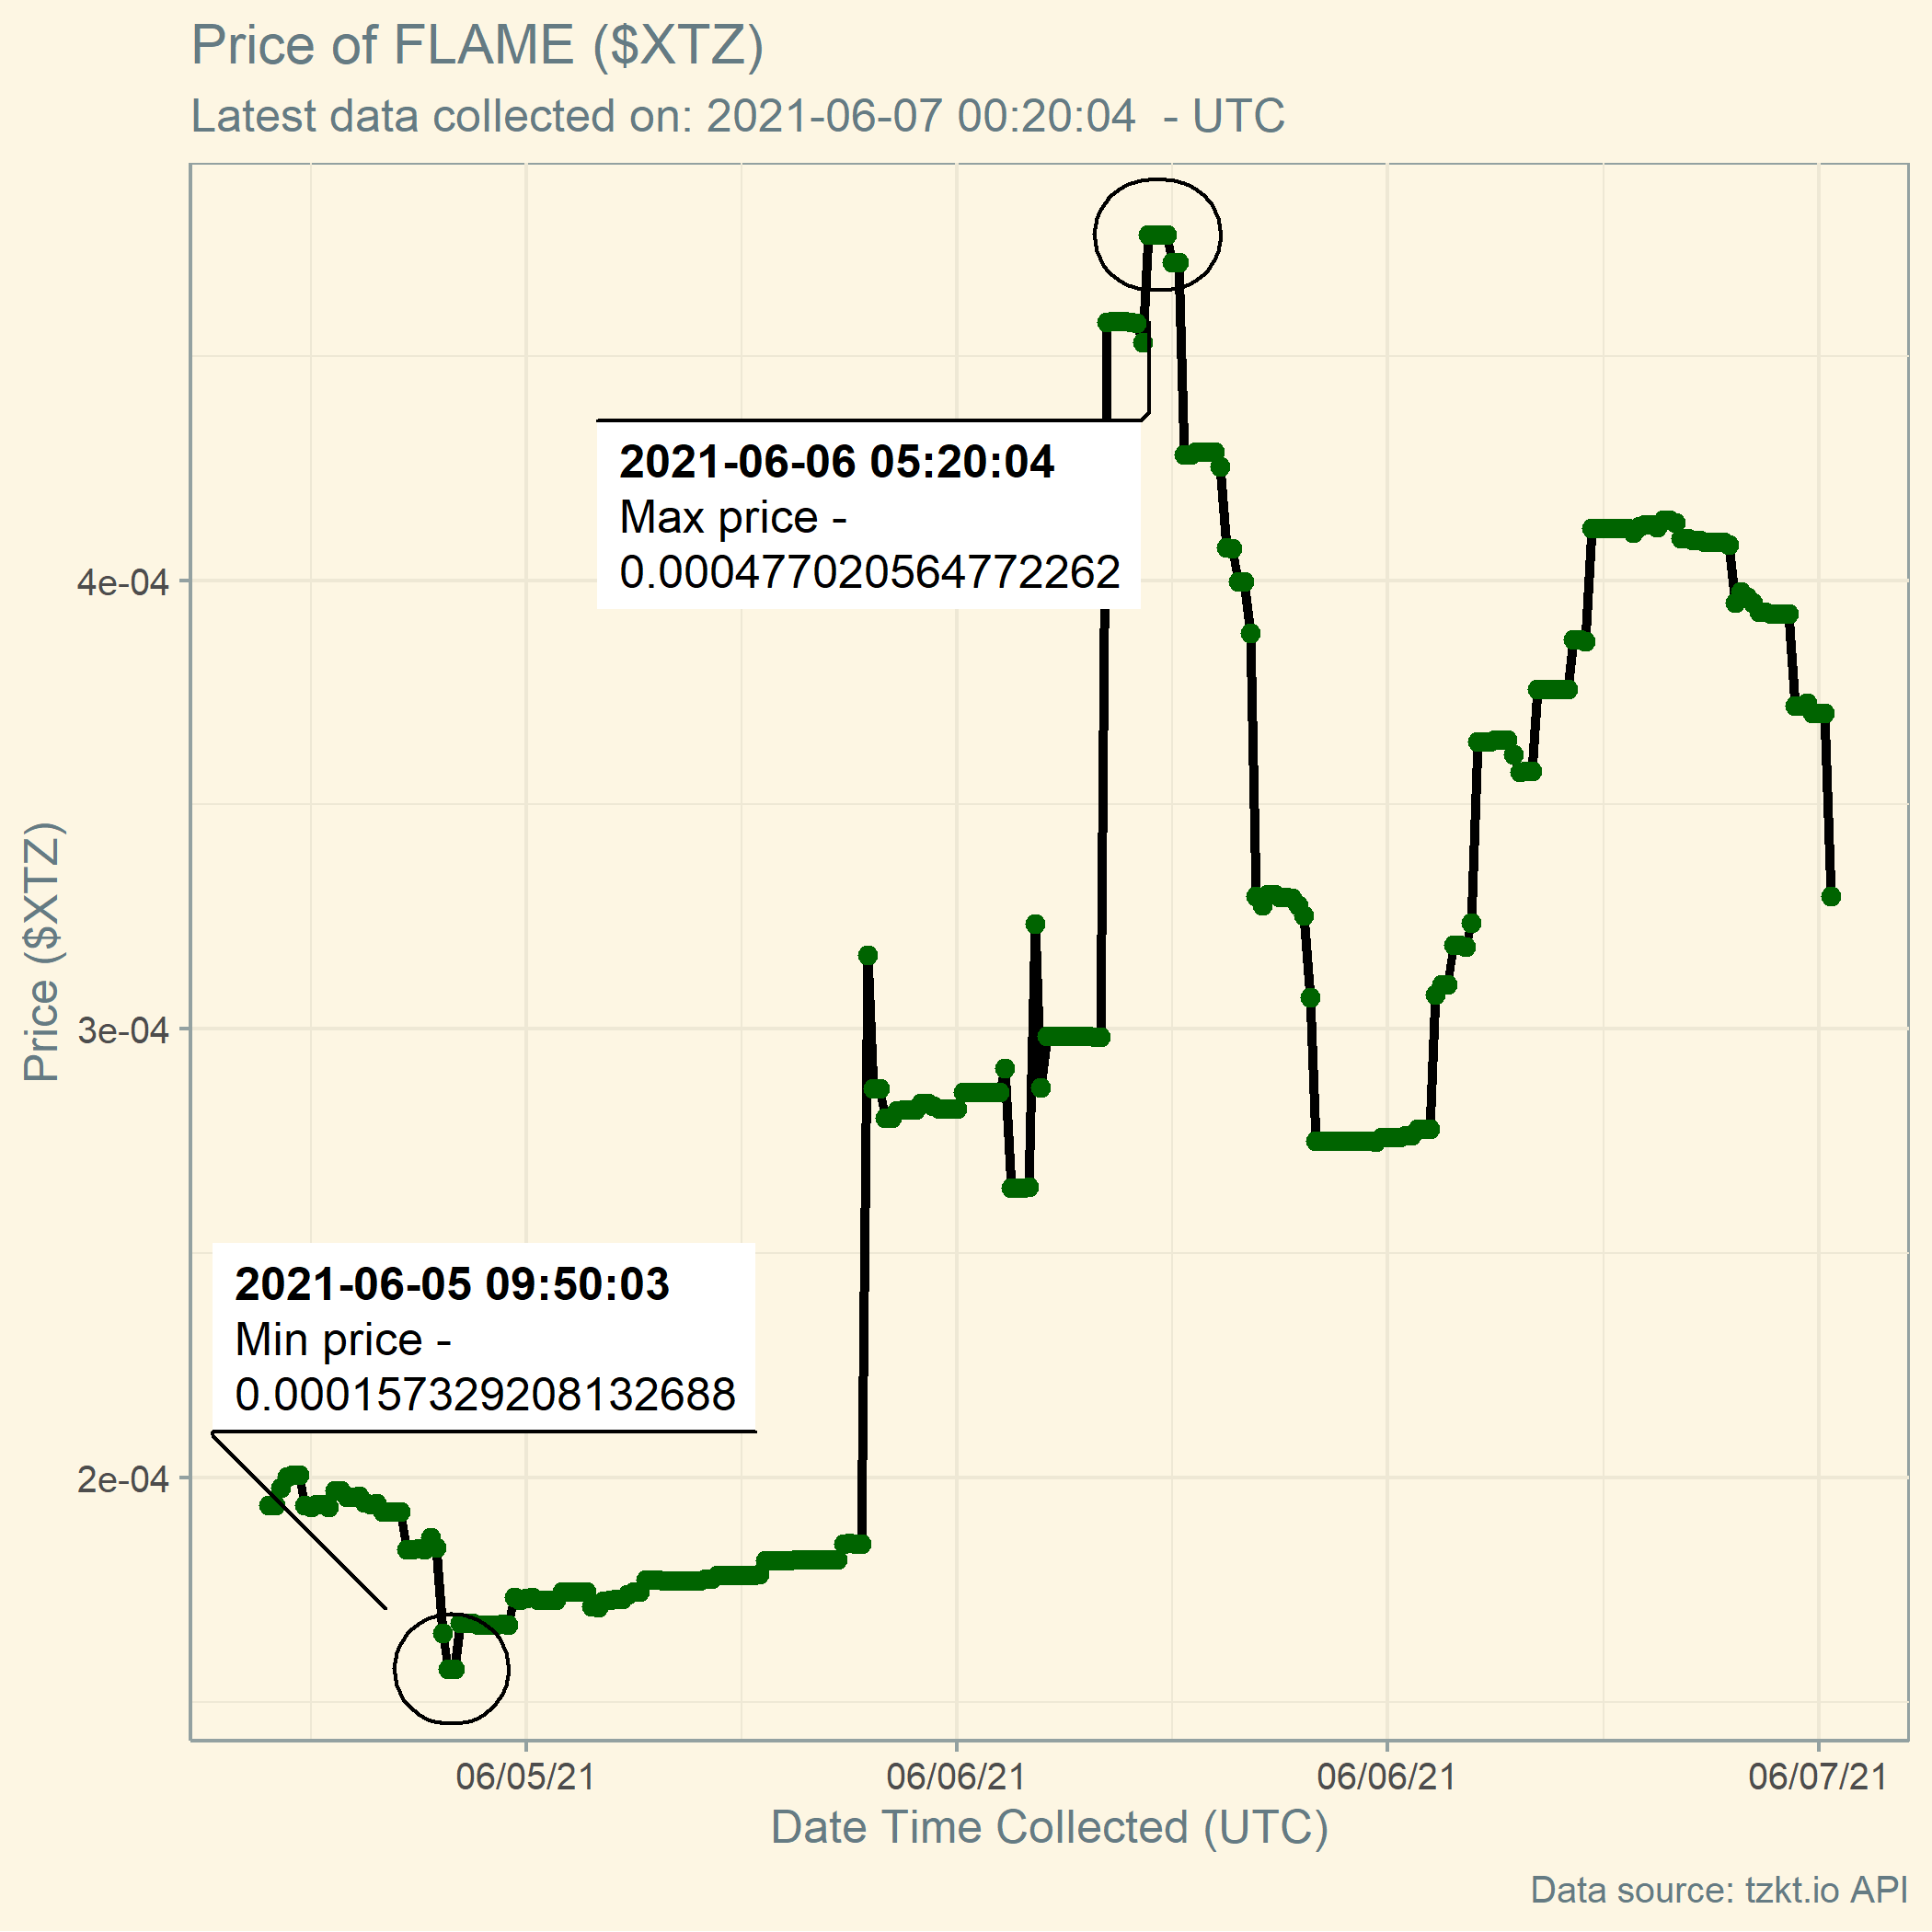 Price of FLAME ($XTZ)
Latest data collected on: 2021-06-07 00:20:04  - UTC
2021-06-06 05:20:04
Max price -
0.000477020564772262
4e-04
Price ($XTZ)
3e-04
2021-06-05 09:50:03
Min price -
0.000157329208132688
2e-04
06/05/21
06/06/21
06/06/21
06/07/21
Date Time Collected (UTC)
Data source: tzkt.io API